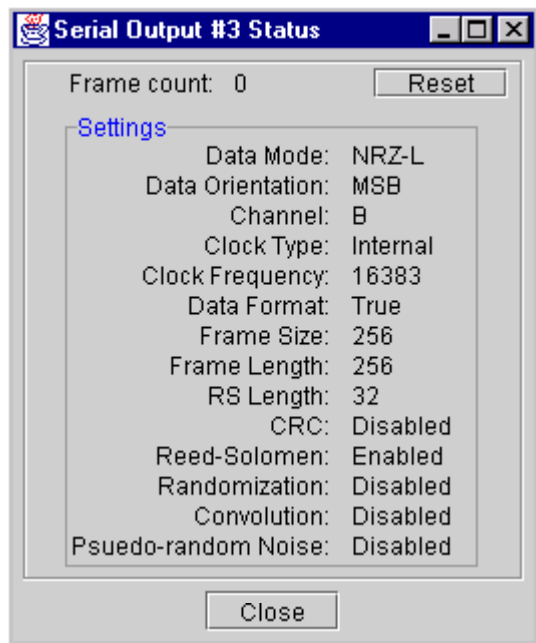 Serial Output #3 Status
Frame count: 0 Reset
Settings
Data Mode: NRZ-L
Data Orientation: MSB
Channel: B
Clock Type: Internal
Clock Frequency: 16383
Data Format: True
Frame Size: 256
Frame Length: 256
RS Length: 32
CRC: Disabled
Reed-Solomen: Enabled
Randomization: Disabled
Convolution: Disabled
Psuedo-random Noise: Disabled
Close